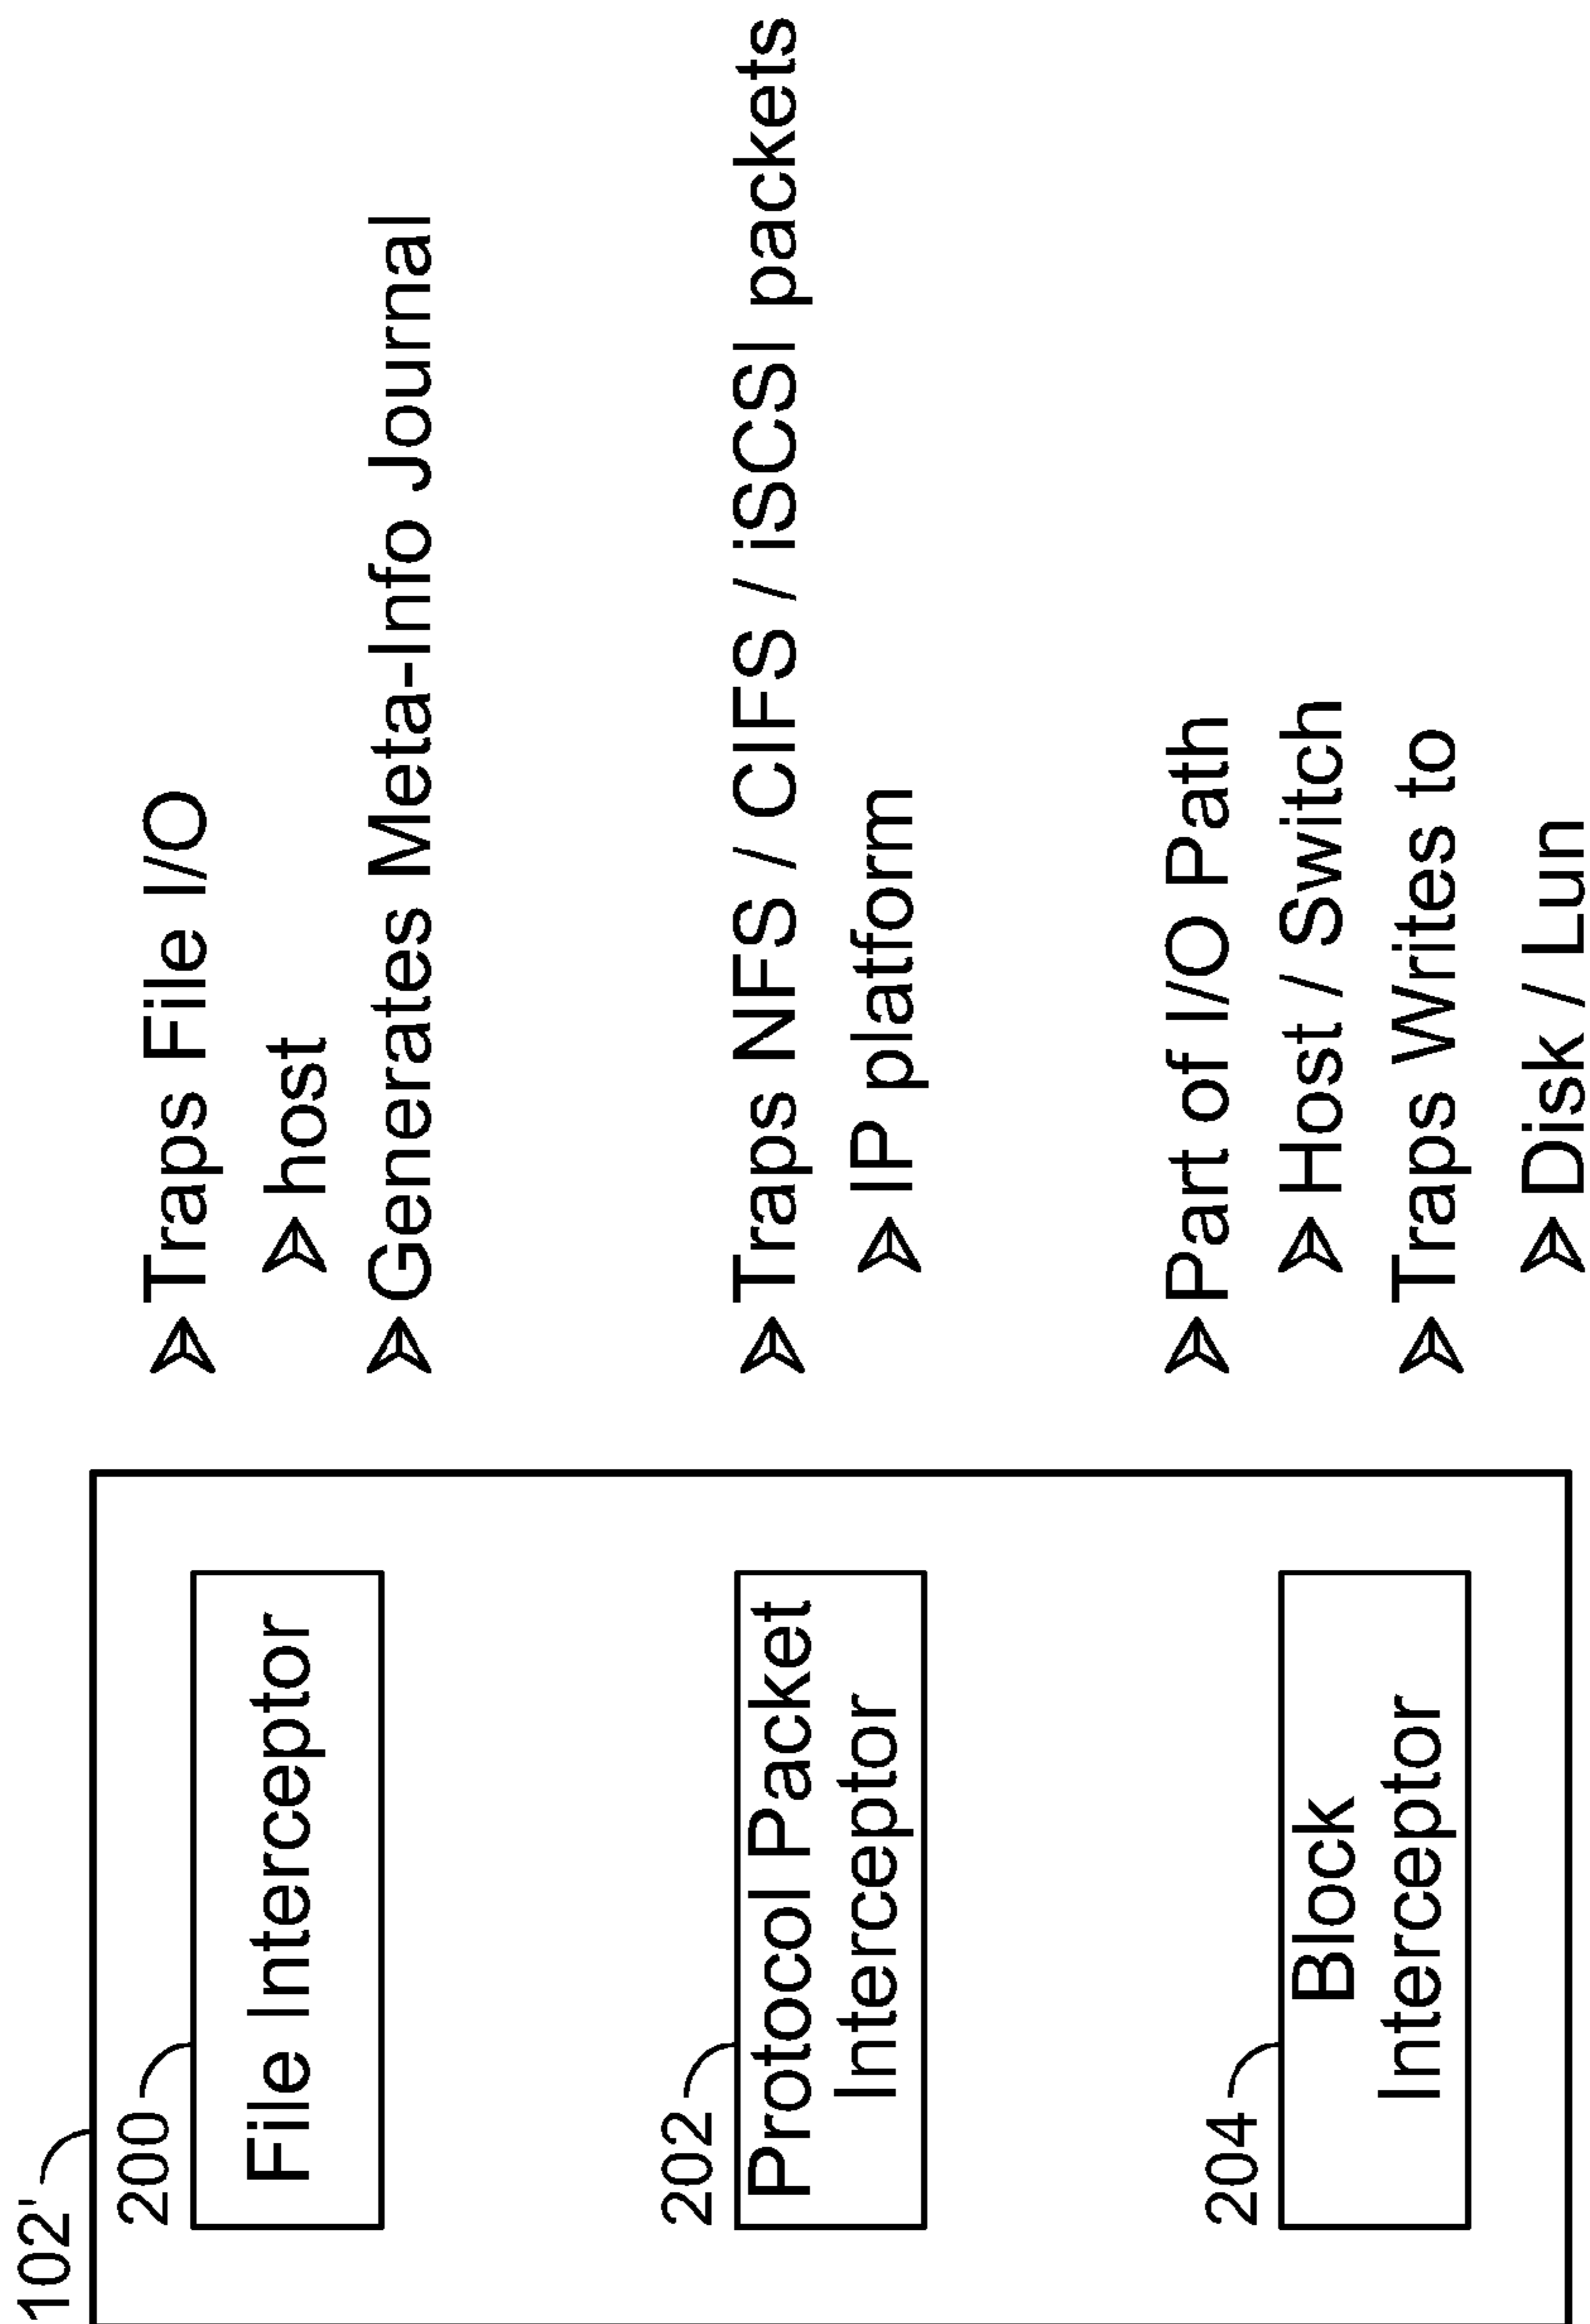 102'
200
File Interceptor
➢Traps File I/O
➢host
➢Generates Meta-Info Journal
202
Protocol Packet
Interceptor
➢Traps NFS / CIFS / iSCSI packets
➢IP platform
204
Block
Interceptor
➢Part of I/O Path
➢Host / Switch
➢Traps Writes to
➢Disk / Lun